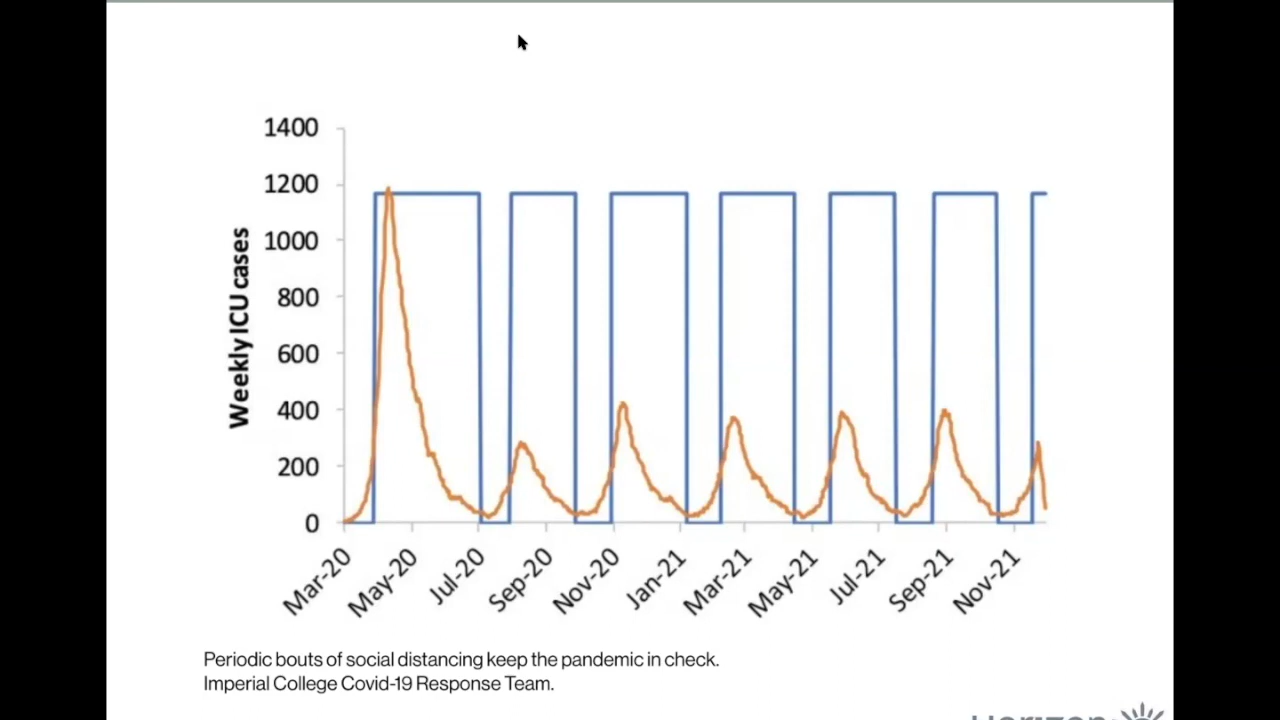 1400
1200
1000
800
600
400
200
0
Weekly ICU cases
Mar-20
May-20
Jul-20
Sep-20
Nov-20
Jan-21
Mar-21
May-21
Jul-21
Sep-21
Nov-21
Periodic bouts of social distancing keep the pandemic in check.
Imperial College Covid-19 Response Team.